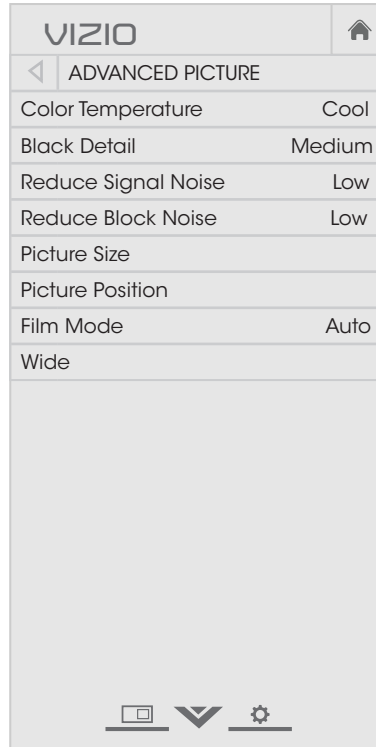 VIZIO
ADVANCED PICTURE
Color Temperature Cool
Black Detail Medium
Reduce Signal Noise Low
Reduce Block Noise Low
Picture Size
Picture Position
Film Mode Auto
Wide